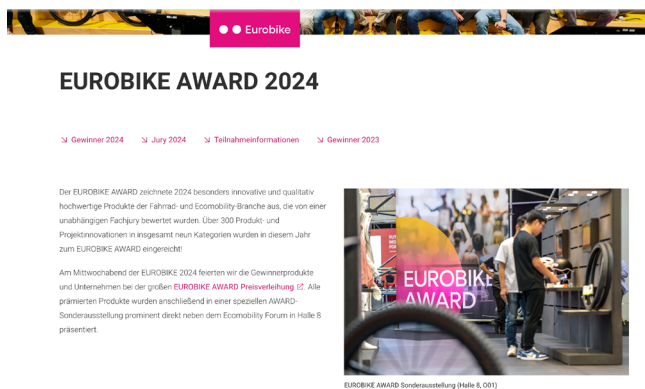 Eurobike
EUROBIKE AWARD 2024
Gewinner 2024
Jury 2024
Teilnahmeinformationen
Gewinner 2023
Der EUROBIKE AWARD zeichnete 2024 besonders innovative und qualitativ
hochwertige Produkte der Fahrrad- und Ecomobility-Branche aus, die von einer
unabhängigen Fachjury bewertet wurden. Über 300 Produkt- und
Projektinnovationen in insgesamt neun Kategorien wurden in diesem Jahr
zum EUROBIKE AWARD eingereicht!
Am Mittwochabend der EUROBIKE 2024 feierten wir die Gewinnerprodukte
und Unternehmen bei der großen EUROBIKE AWARD Preisverleihung. Alle
prämierten Produkte wurden anschließend in einer speziellen AWARD-
Sonderausstellung prominent direkt neben dem Ecomobility Forum in Halle 8
präsentiert.
EUROBIKE
AWARD
EUROBIKE AWARD Sonderausstellung (Halle 8, O01)